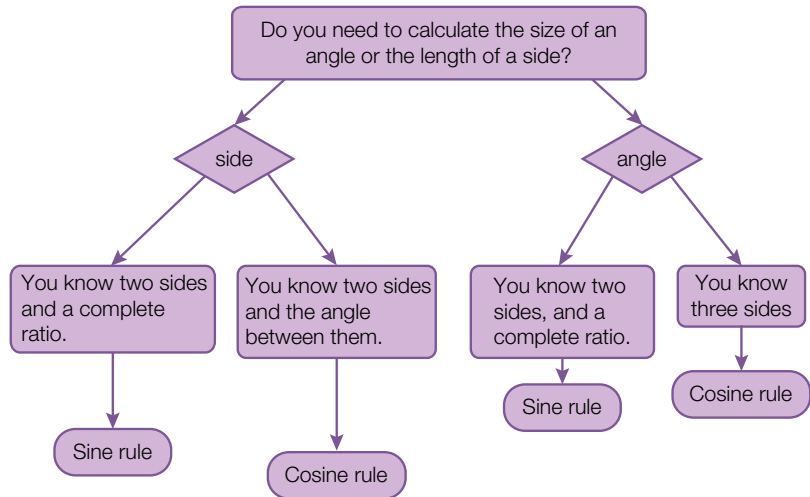 Do you need to calculate the size of an
angle or the length of a side?
side
angle
You know two sides
and a complete
ratio.
You know two sides
and the angle
between them.
You know two
sides, and a
complete ratio.
You know
three sides
Sine rule
Cosine rule
Sine rule
Cosine rule